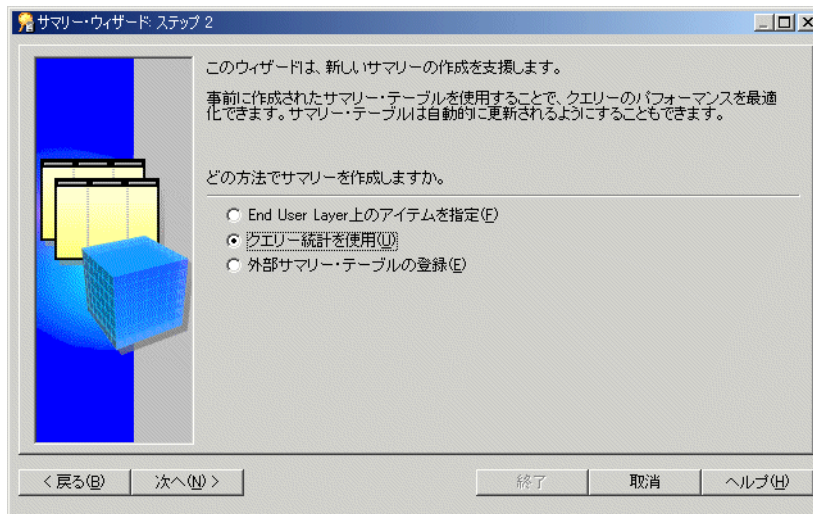 サマリー・ウィザード: ステップ 2
このウィザードは、新しいサマリーの作成を支援します。
事前に作成されたサマリー・テーブルを使用することで、クエリーのパフォーマンスを最適
化できます。サマリー・テーブルは自動的に更新されるようにすることもできます。
どの方法でサマリーを作成しますか。
End User Layer上のアイテムを指定(F)
クエリー統計を使用(U)
外部サマリー・テーブルの登録(E)
< 戻る(B) 次へ(N) > 終了 取消 ヘルプ(H)